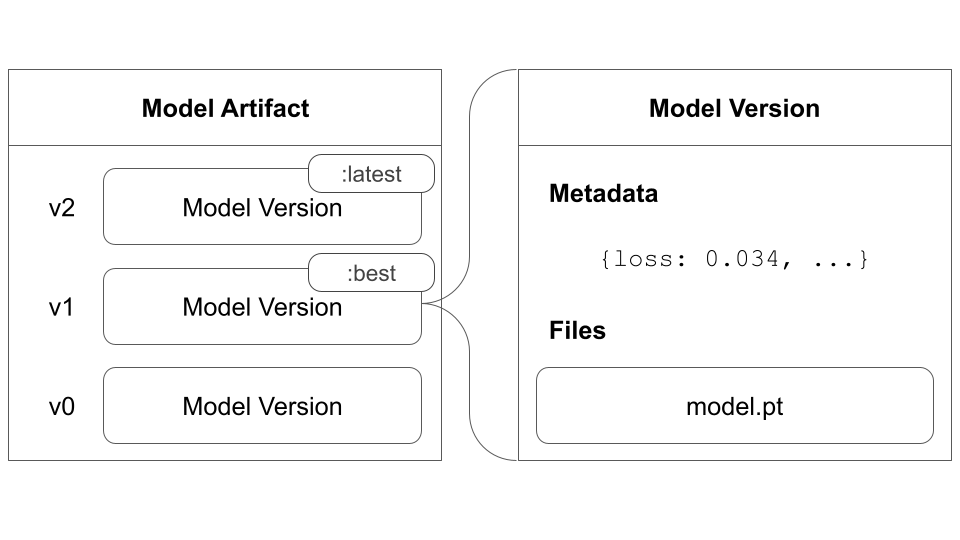 Model Artifact
:latest
v2
Model Version
:best
v1
Model Version
v0
Model Version
Model Version
Metadata
{loss: 0.034, ...}
Files
model.pt